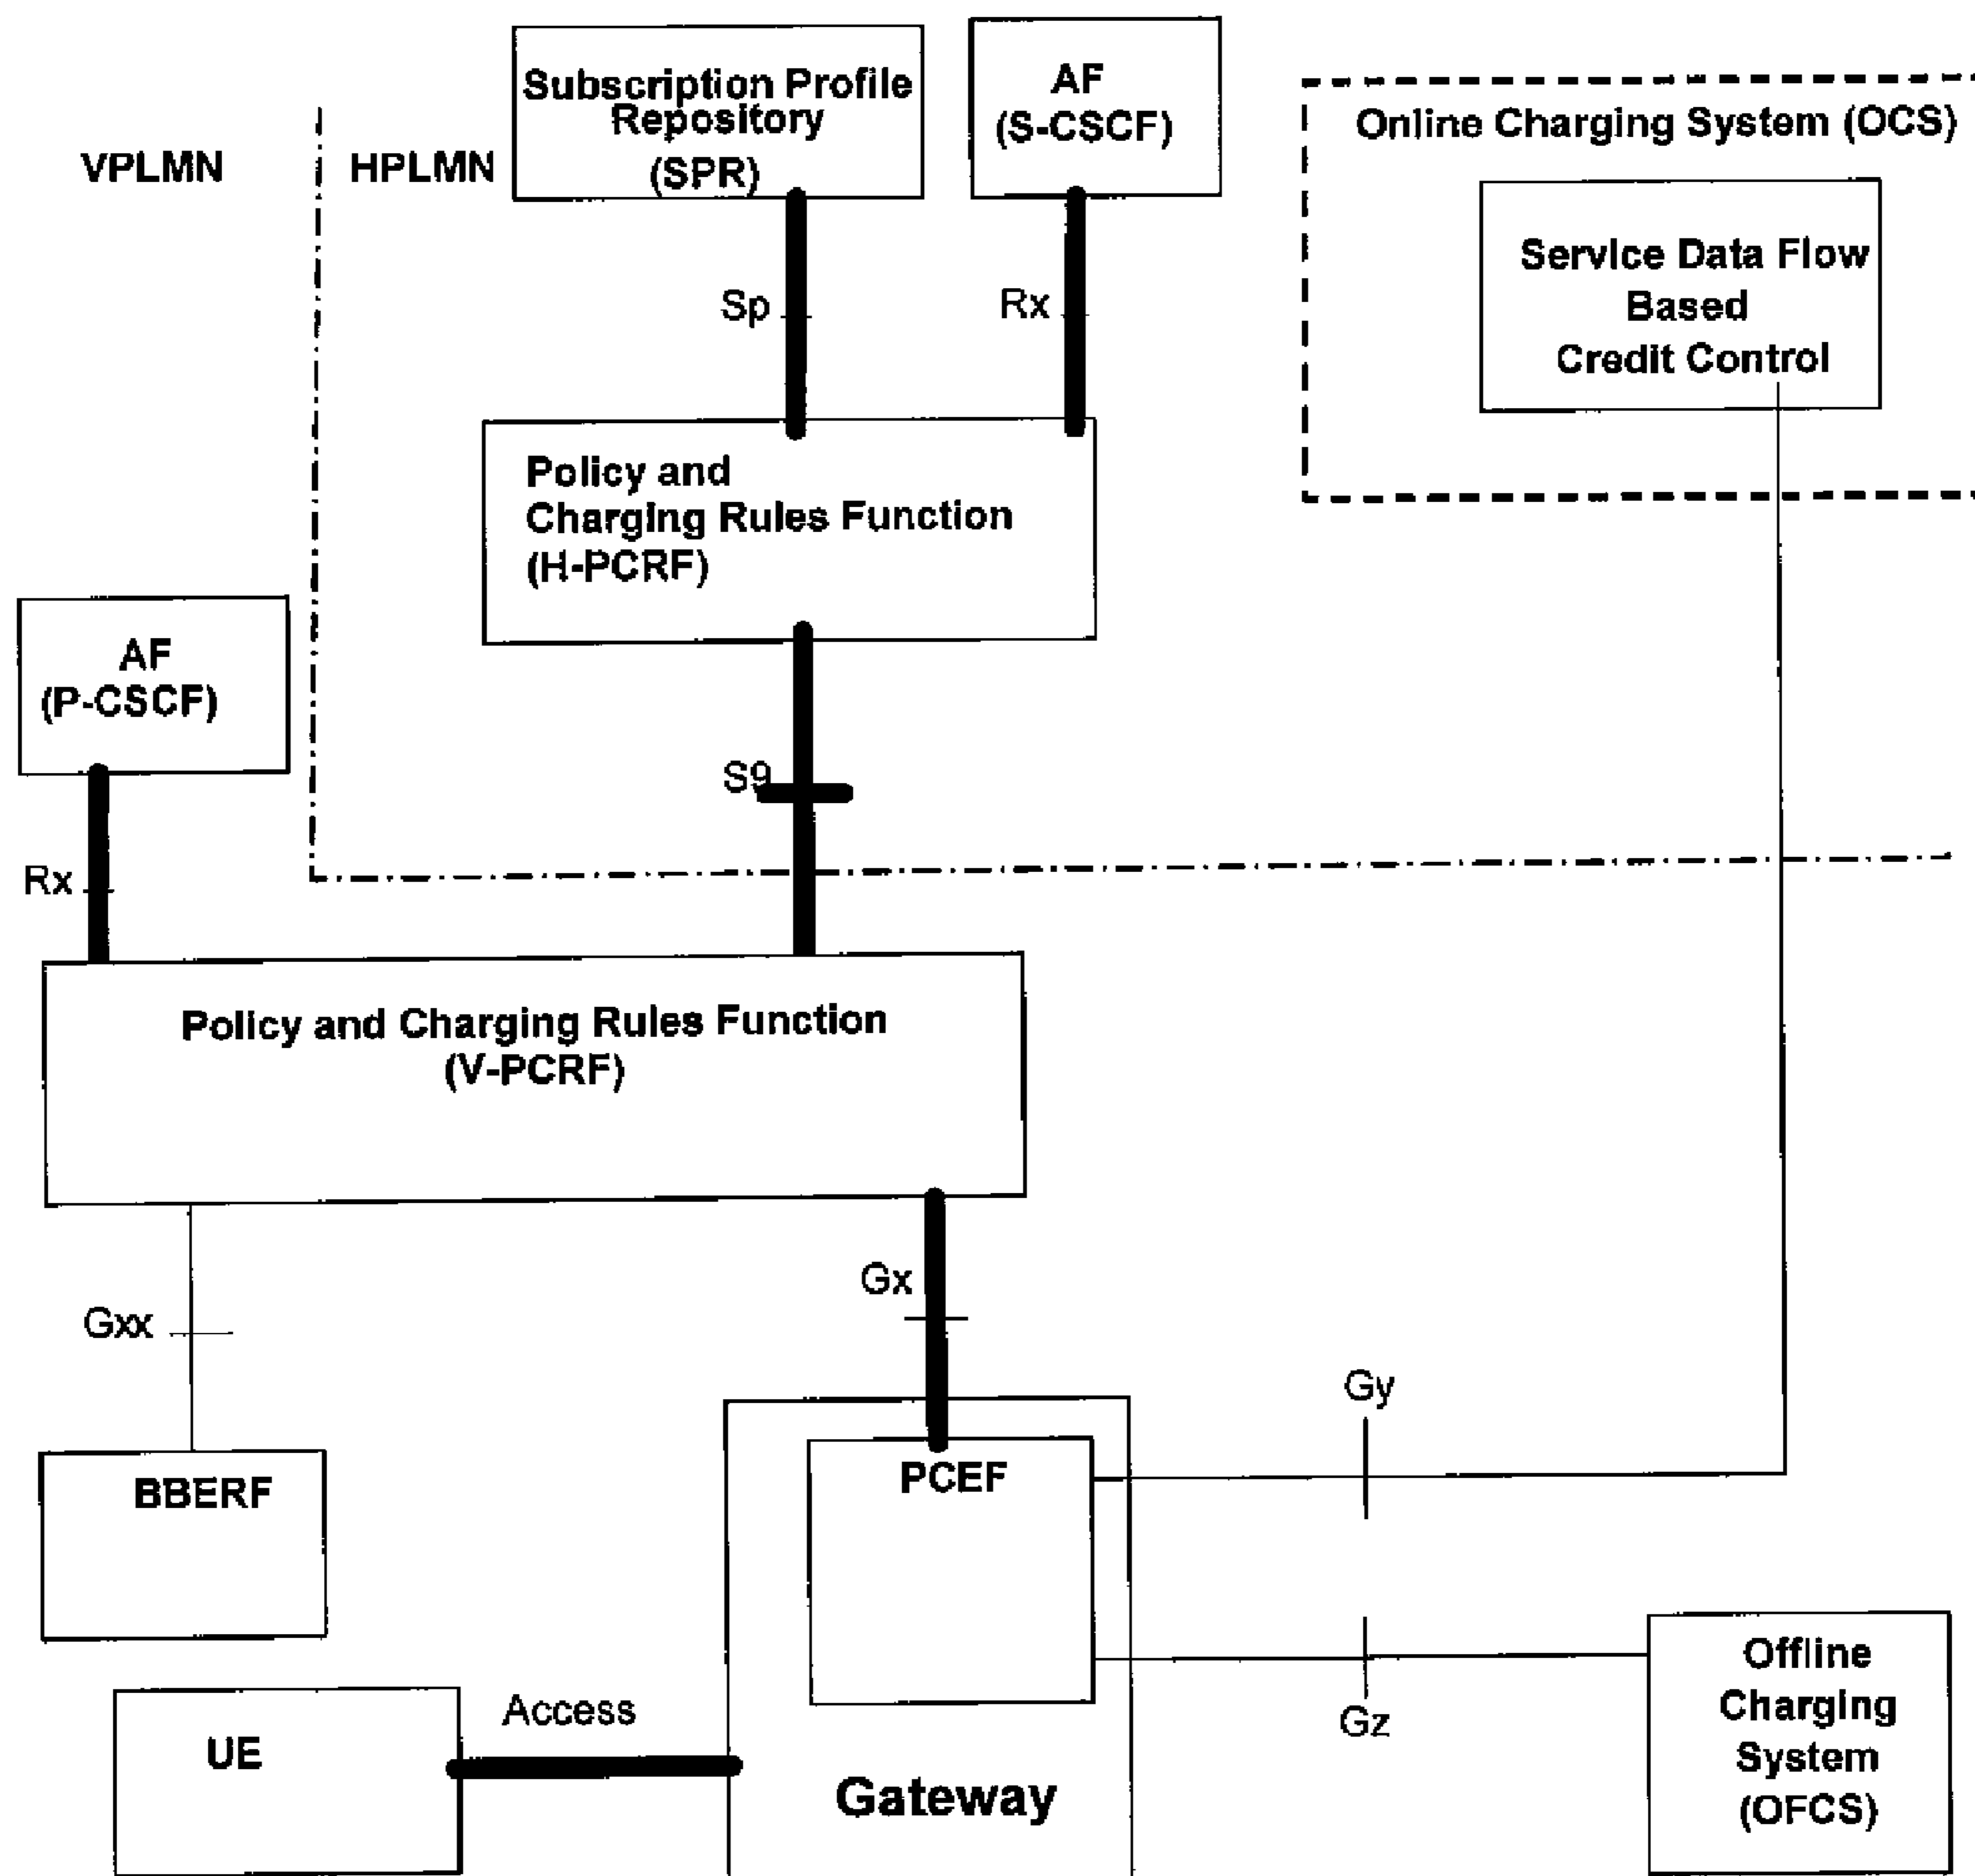 Subscription Profile
Repository
(SPR)
AF
(S-CSCF)
Online Charging System (OCS)
VPLMN
HPLMN
Service Data Flow
Based
Credit Control
Sp
Rx
Policy and
Charging Rules Function
(H-PCRF)
AF
(P-CSCF)
S9
Rx
Policy and Charging Rules Function
(V-PCRF)
Gx
Gxx
Gy
PCEF
BBERF
Offline
Charging
System
(OFCS)
Access
Gz
UE
Gateway